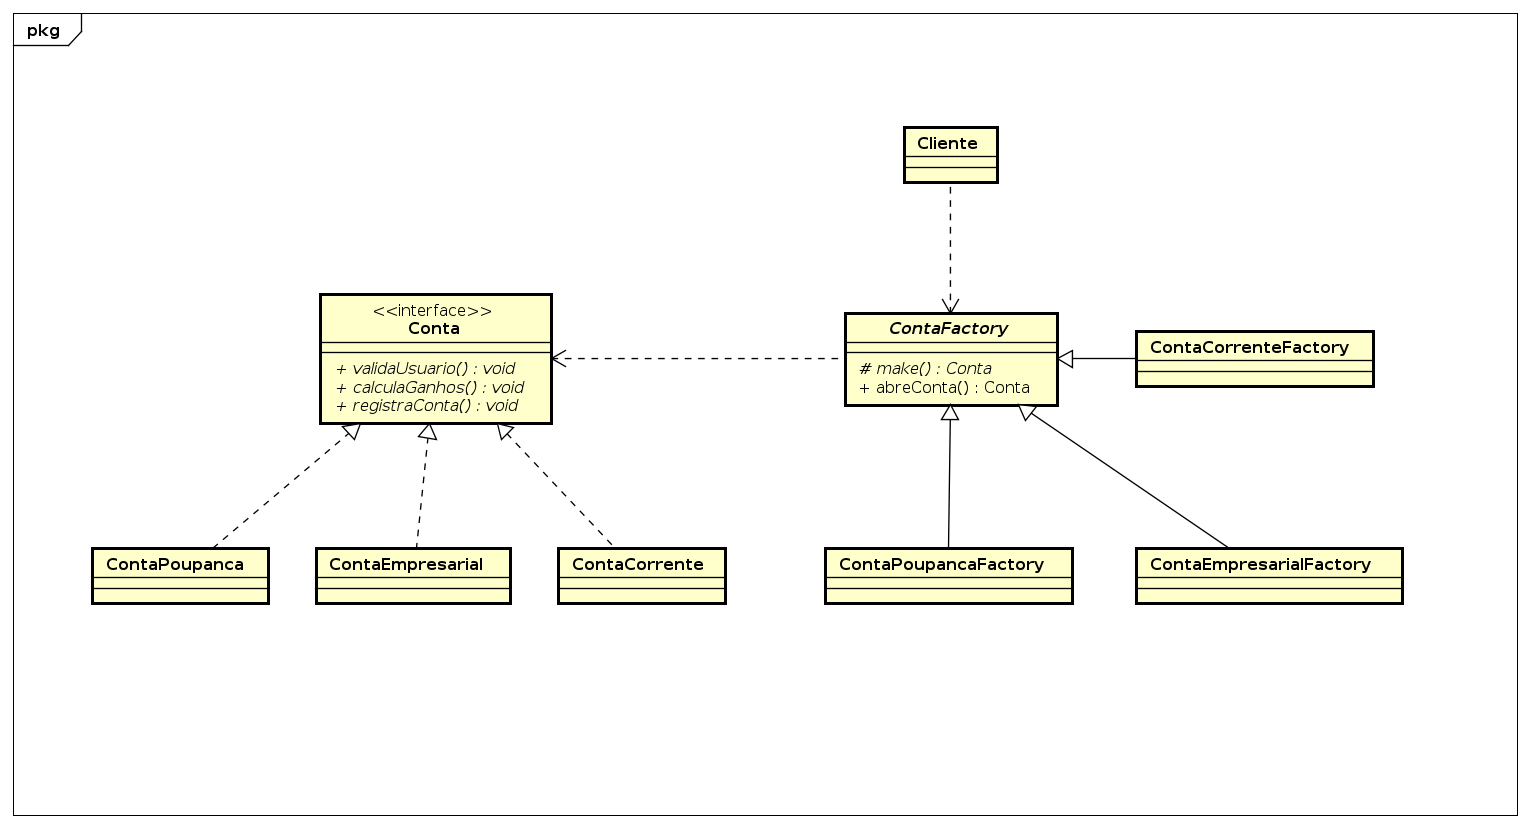 pkg
Cliente
<<interface>>
Conta
+ validaUsuario() : void
+ calculaGanhos() : void
+ registraConta() : void
ContaFactory
# make() : Conta
+ abreConta() : Conta
ContaCorrenteFactory
ContaPoupanca
ContaEmpresarial
ContaCorrente
ContaPoupancaFactory
ContaEmpresarialFactory